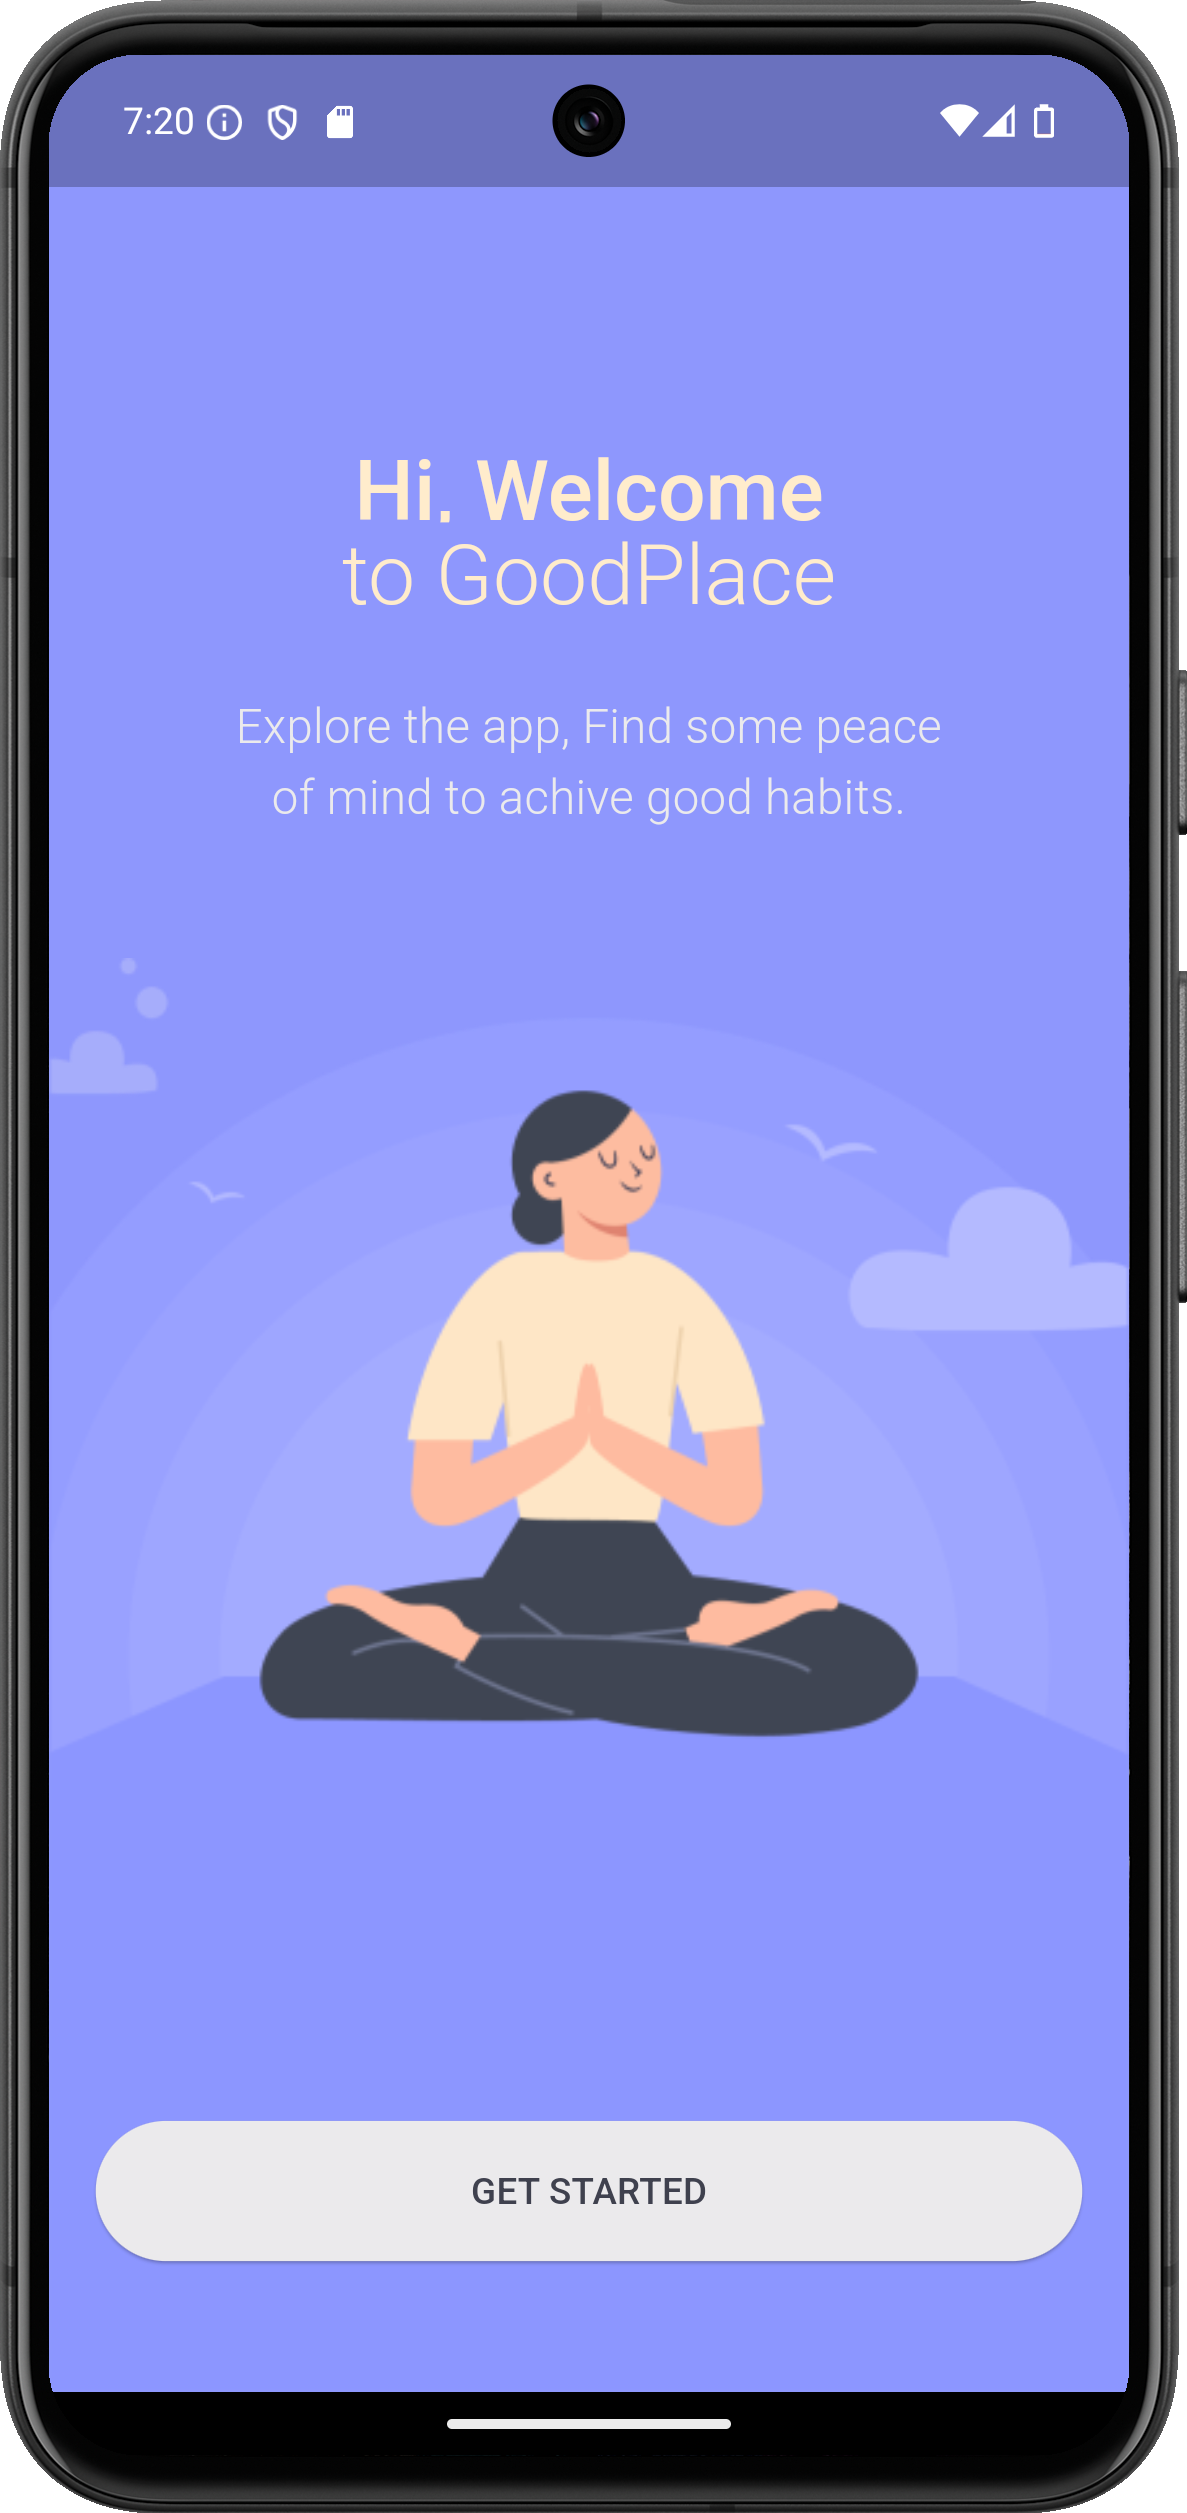 7:20
Hi, Welcome
to GoodPlace
Explore the app, Find some peace
of mind to achive good habits.
GET STARTED